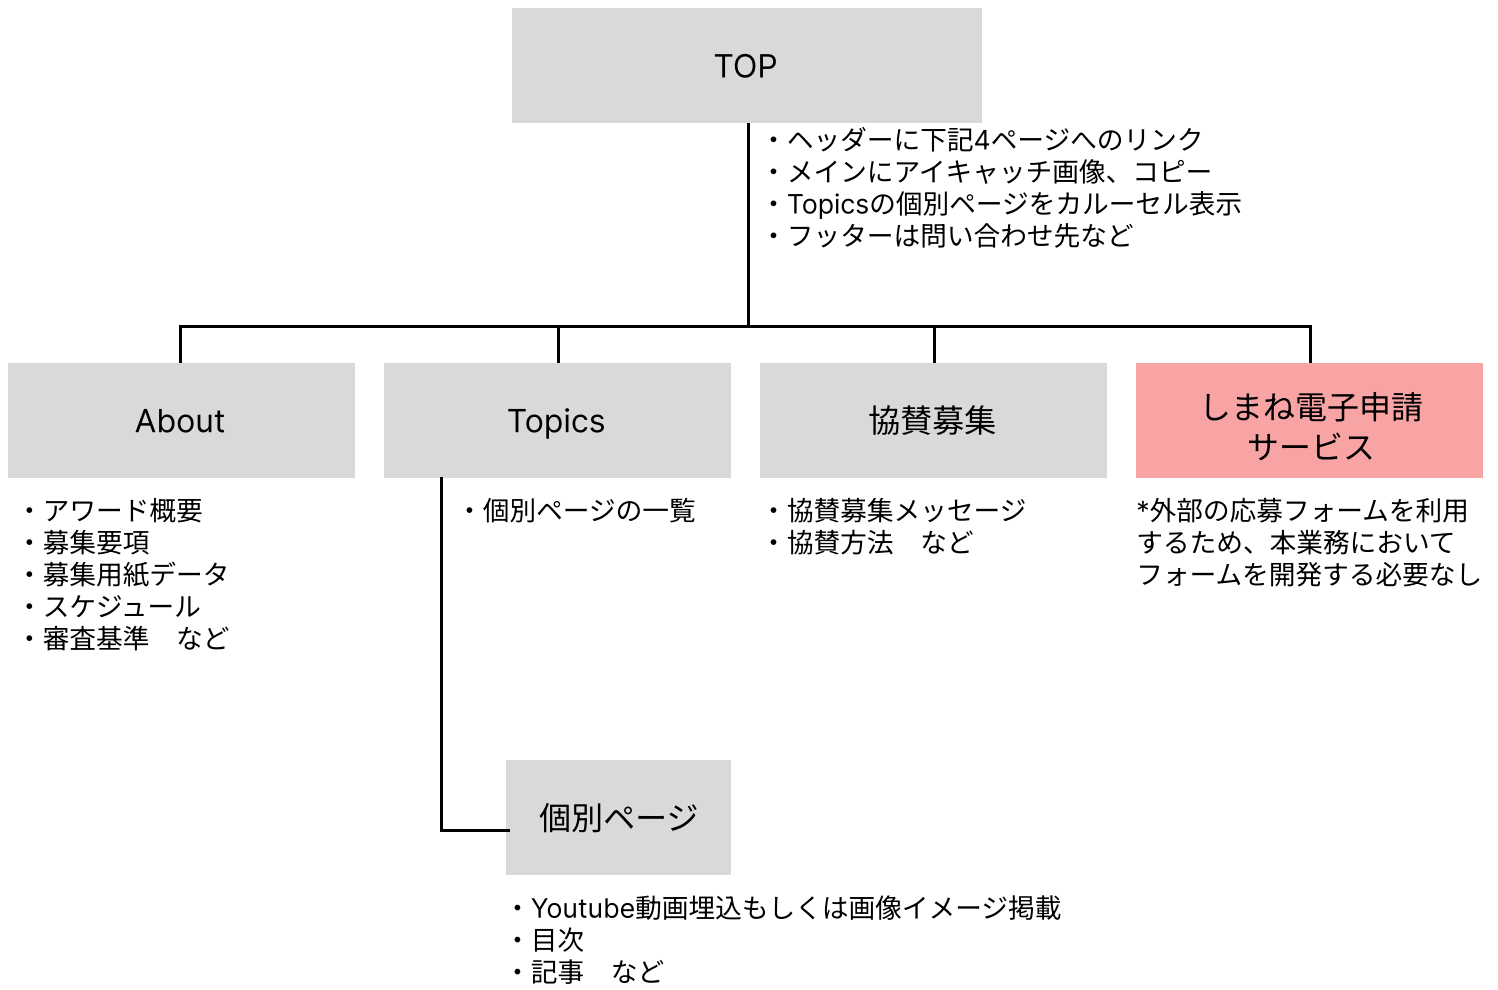 TOP
・ヘッダーに下記4ページへのリンク
・メインにアイキャッチ画像、コピー
・Topicsの個別ページをカルーセル表示
・フッターは問い合わせ先など
About
・アワード概要
・募集要項
・募集用紙データ
・スケジュール
・審査基準　など
Topics
・個別ページの一覧
協賛募集
・協賛募集メッセージ
・協賛方法　など
しまね電子申請
サービス
*外部の応募フォームを利用
するため、本業務において
フォームを開発する必要なし
個別ページ
・Youtube動画埋込もしくは画像イメージ掲載
・目次
・記事　など